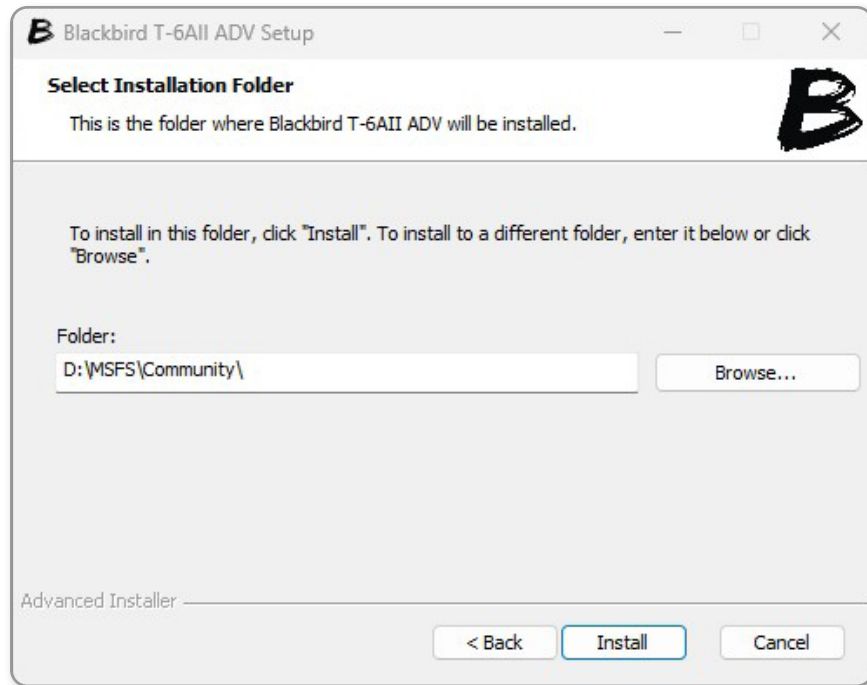 B Blackbird T-6AII ADV Setup
Select Installation Folder
B
This is the folder where Blackbird T-6AII ADV will be installed.
To install in this folder, click "Install". To install to a different folder, enter it below or click
"Browse".
Folder:
D:\MSFS\Community\
Browse...
Advanced Installer
< Back
Install
Cancel